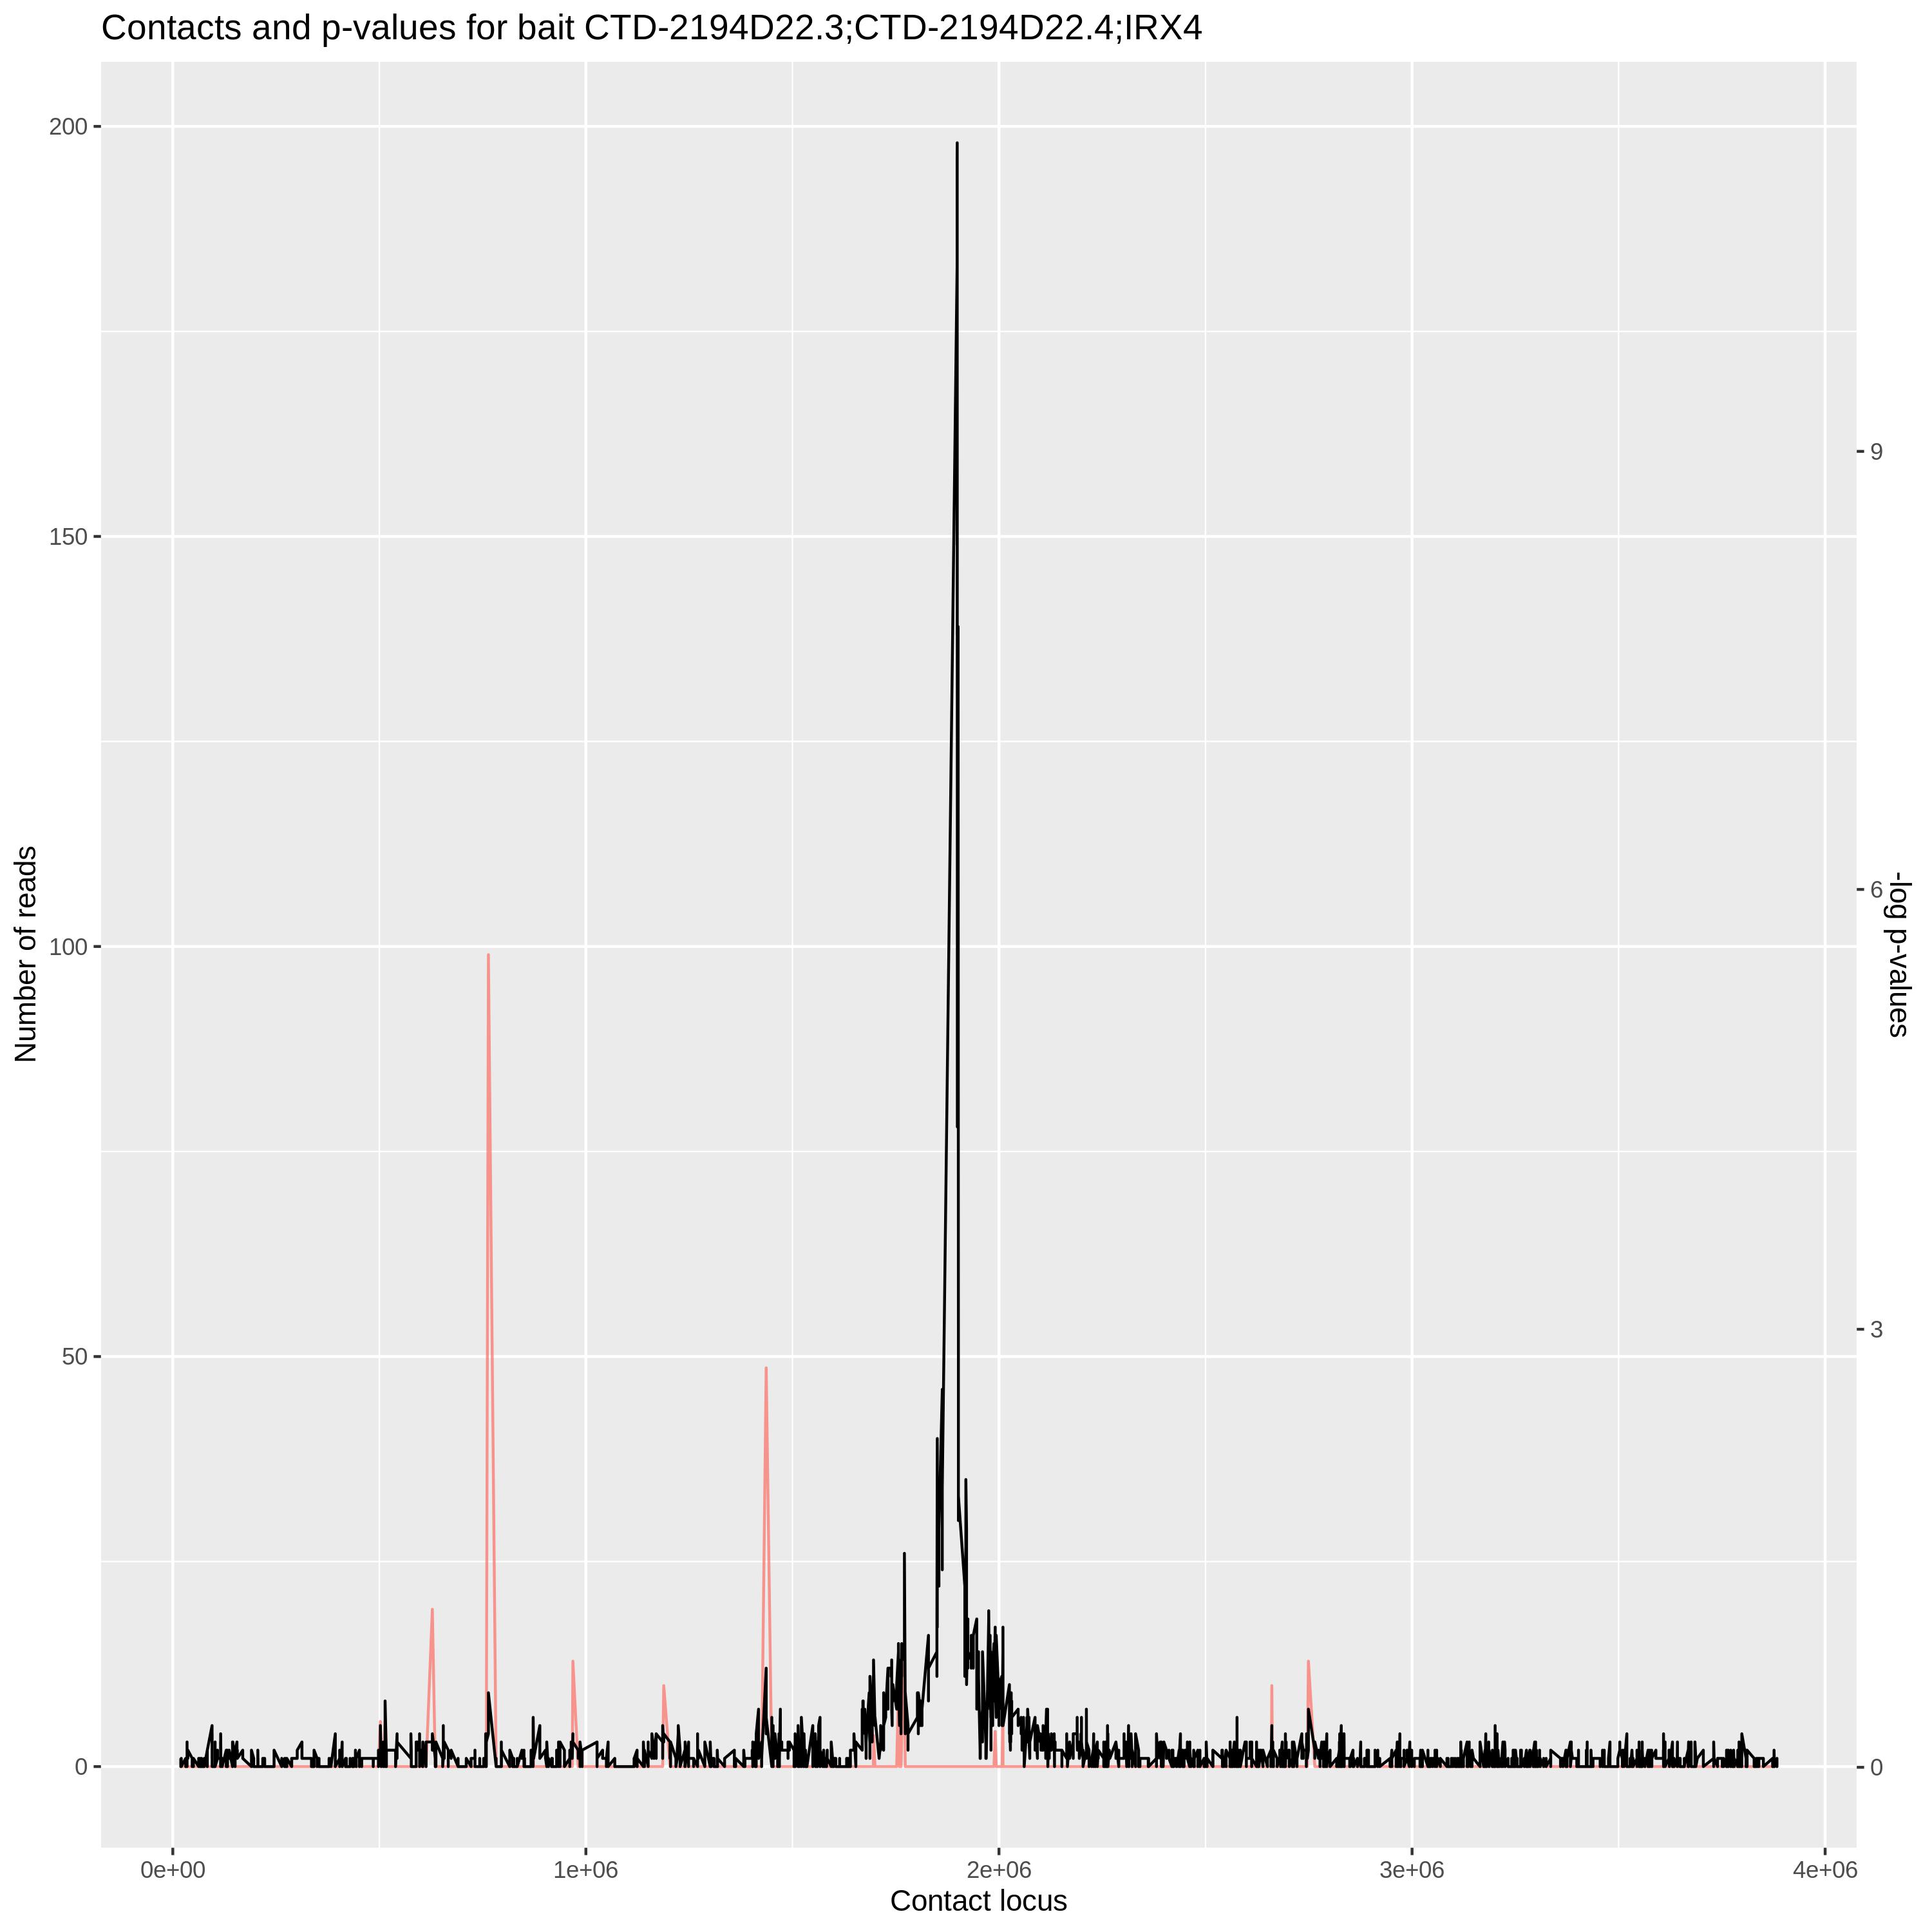 Contacts and p-values for bait CTD-2194D22.3;CTD-2194D22.4;IRX4
200
150
100
50
0
Number of reads
9
6
3
0
-log p-values
0e+00 1e+06 2e+06 3e+06 4e+06
Contact locus